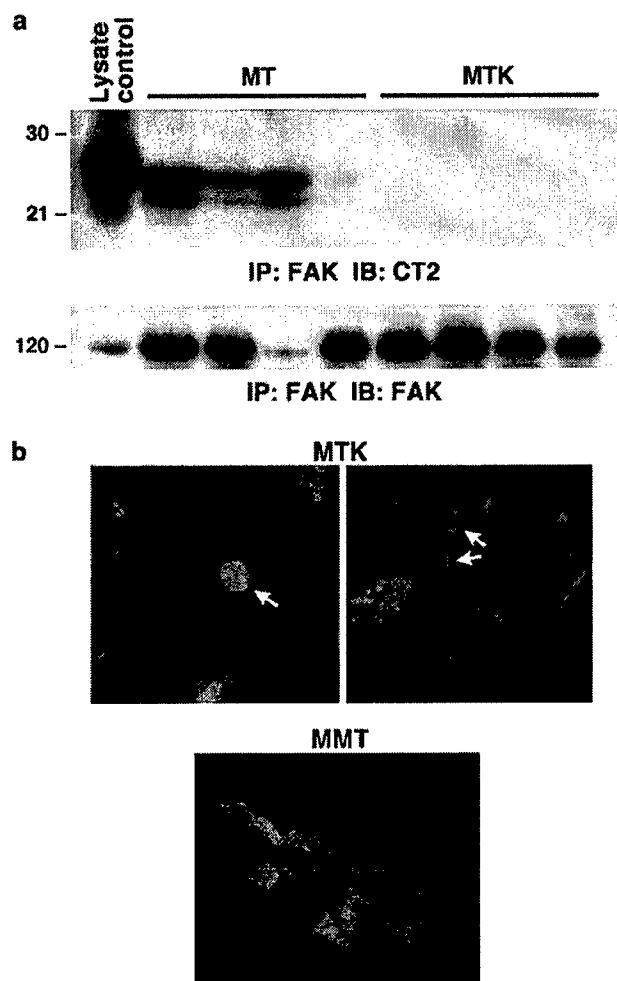 a
Lysate
control
MT
MTK
30 –
21 –
IP: FAK IB: CT2
120 –
IP: FAK IB: FAK
b
MTK
MMT